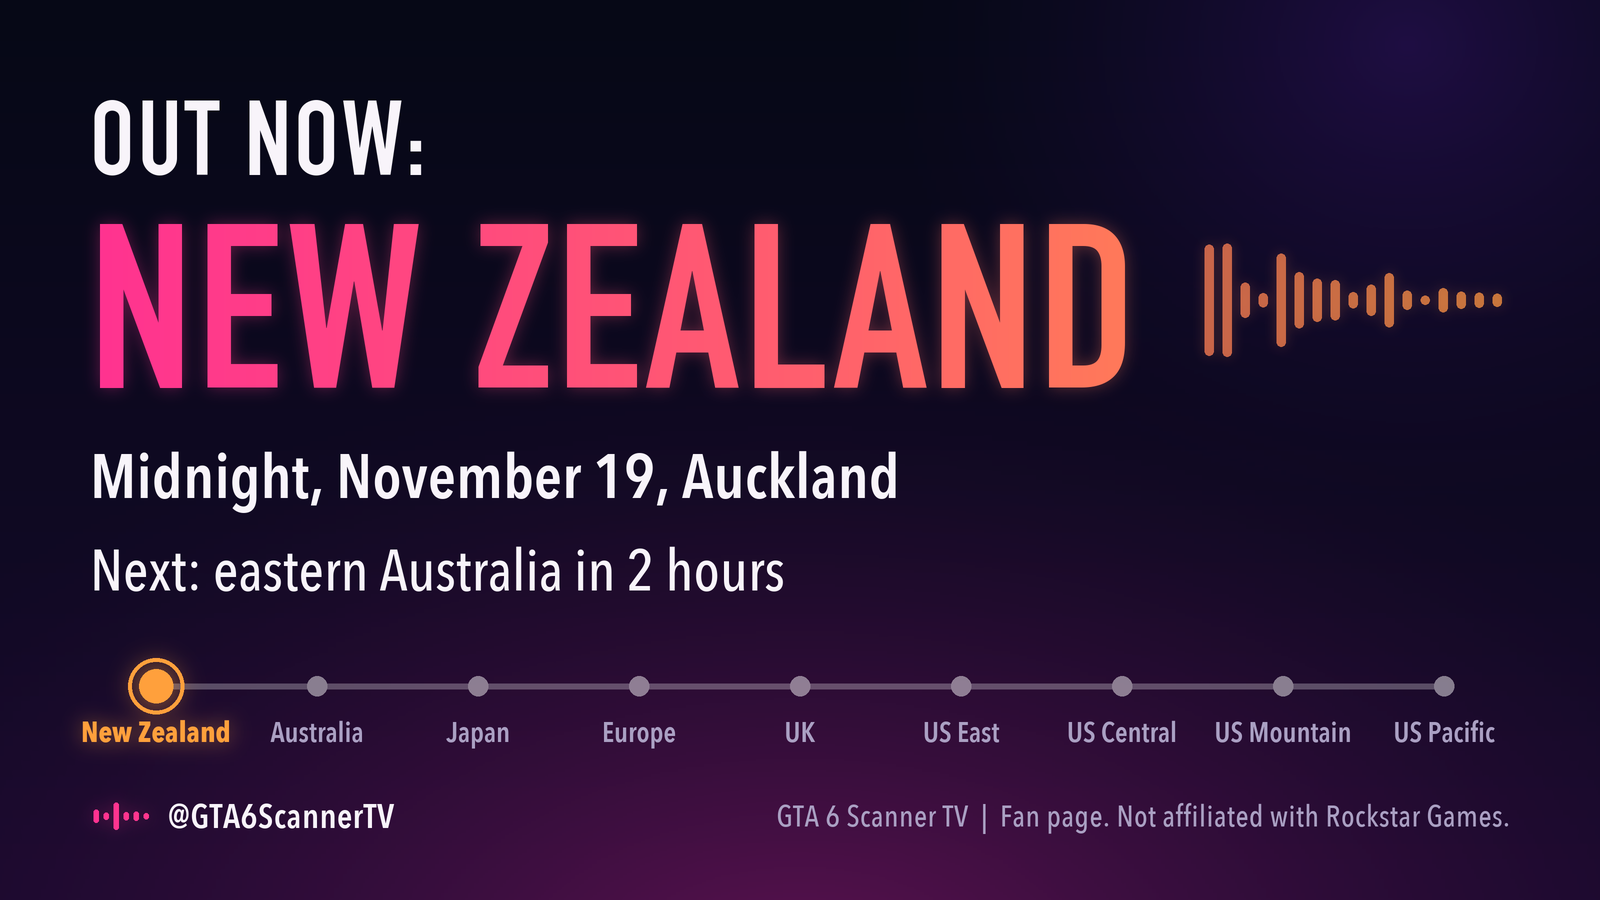 OUT NOW:
NEW ZEALAND
Midnight, November 19, Auckland
Next: eastern Australia in 2 hours
New Zealand Australia Japan Europe UK US East US Central US Mountain US Pacific
@GTA6ScannerTV
GTA 6 Scanner TV | Fan page. Not affiliated with Rockstar Games.